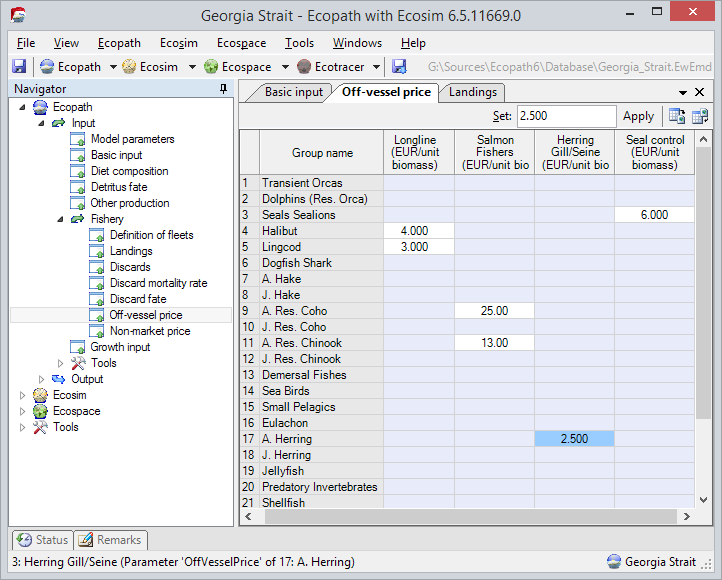 Georgia Strait - Ecopath with Ecosim 6.5.11669.0
File View Ecopath Ecosim Ecospace Tools Windows Help
Ecopath Ecosim Ecospace Ecotracer G:\Sources\Ecopath6\Database\Georgia_Strait.EwEmd
Navigator
Ecopath
Input
Model parameters
Basic input
Diet composition
Detritus fate
Other production
Fishery
Definition of fleets
Landings
Discards
Discard mortality rate
Discard fate
Off-vessel price
Non-market price
Growth input
Tools
Output
Ecosim
Ecospace
Tools
Basic input Off-vessel price Landings
Set: 2.500 Apply
Group name
Longline
(EUR/unit
biomass)
Salmon
Fishers
(EUR/unit bio
Herring
Gill/Seine
(EUR/unit bio
Seal control
(EUR/unit
biomass)
1 Transient Orcas
2 Dolphins (Res. Orca)
3 Seals Sealions 6.000
4 Halibut 4.000
5 Lingcod 3.000
6 Dogfish Shark
7 A. Hake
8 J. Hake
9 A. Res. Coho 25.00
10 J. Res. Coho
11 A. Res. Chinook 13.00
12 J. Res. Chinook
13 Demersal Fishes
14 Sea Birds
15 Small Pelagics
16 Eulachon
17 A. Herring 2.500
18 J. Herring
19 Jellyfish
20 Predatory Invertebrates
21 Shellfish
Status Remarks
3: Herring Gill/Seine (Parameter 'OffVesselPrice' of 17: A. Herring) Georgia Strait